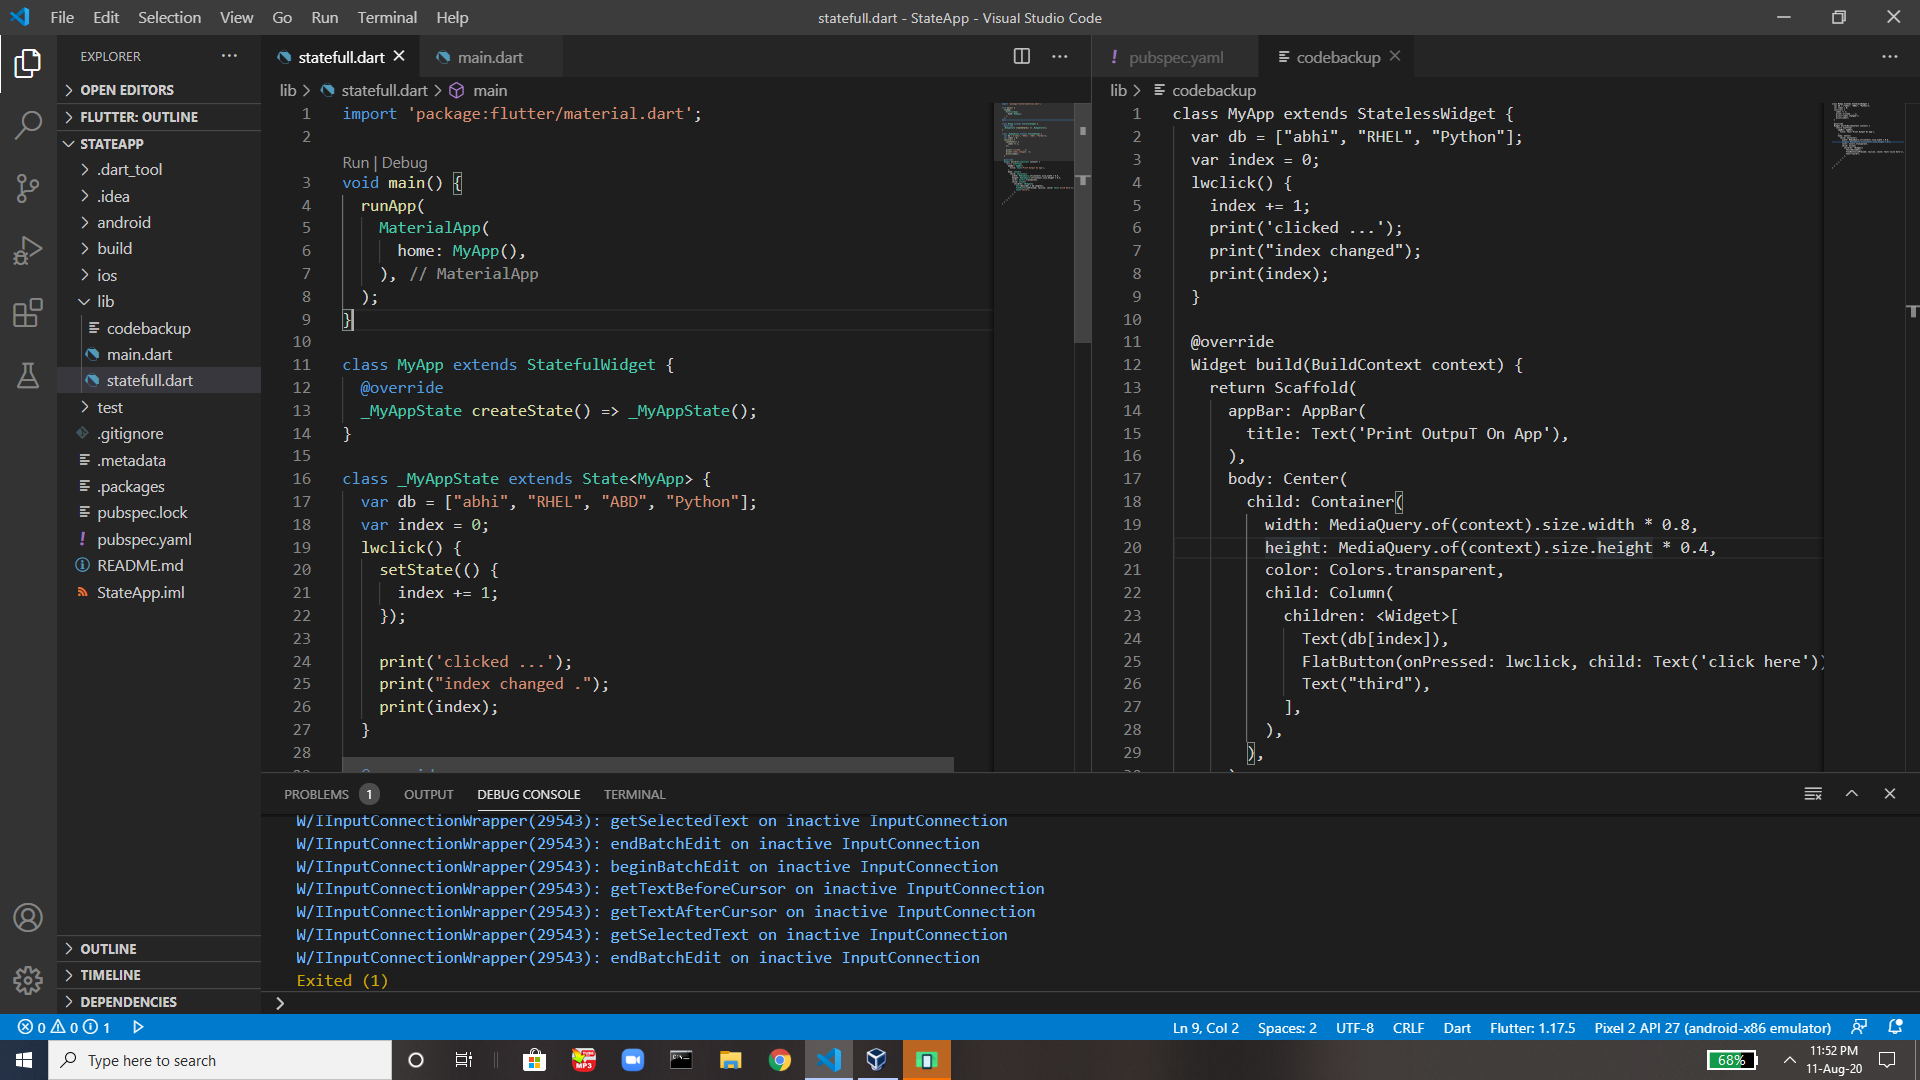 File Edit Selection View Go Run Terminal Help
statefull.dart - StateApp - Visual Studio Code
EXPLORER
OPEN EDITORS
FLUTTER: OUTLINE
STATEAPP
.dart_tool
.idea
android
build
ios
lib
codebackup
main.dart
statefull.dart
test
.gitignore
.metadata
.packages
pubspec.lock
pubspec.yaml
README.md
StateApp.iml
OUTLINE
TIMELINE
DEPENDENCIES
statefull.dart main.dart
lib > statefull.dart > main
1 import 'package:flutter/material.dart';
2
Run | Debug
3 void main() {
4 runApp(
5 MaterialApp(
6 home: MyApp(),
7 ), // MaterialApp
8 );
9 }
10
11 class MyApp extends StatefulWidget {
12 @override
13 _MyAppState createState() => _MyAppState();
14 }
15
16 class _MyAppState extends State<MyApp> {
17 var db = ["abhi", "RHEL", "ABD", "Python"];
18 var index = 0;
19 lwclick() {
20 setState(() {
21 index += 1;
22 });
23
24 print('clicked ...');
25 print("index changed .");
26 print(index);
27 }
28
pubspec.yaml codebackup
lib > codebackup
1 class MyApp extends StatelessWidget {
2 var db = ["abhi", "RHEL", "Python"];
3 var index = 0;
4 lwclick() {
5 index += 1;
6 print('clicked ...');
7 print("index changed");
8 print(index);
9 }
10
11 @override
12 Widget build(BuildContext context) {
13 return Scaffold(
14 appBar: AppBar(
15 title: Text('Print OutpuT On App'),
16 ),
17 body: Center(
18 child: Container(
19 width: MediaQuery.of(context).size.width * 0.8,
20 height: MediaQuery.of(context).size.height * 0.4,
21 color: Colors.transparent,
22 child: Column(
23 children: <Widget>[
24 Text(db[index]),
25 FlatButton(onPressed: lwclick, child: Text('click here'))
26 Text("third"),
27 ],
28 ),
29 ),
PROBLEMS 1 OUTPUT DEBUG CONSOLE TERMINAL
W/IInputConnectionWrapper(29543): getSelectedText on inactive InputConnection
W/IInputConnectionWrapper(29543): endBatchEdit on inactive InputConnection
W/IInputConnectionWrapper(29543): beginBatchEdit on inactive InputConnection
W/IInputConnectionWrapper(29543): getTextBeforeCursor on inactive InputConnection
W/IInputConnectionWrapper(29543): getTextAfterCursor on inactive InputConnection
W/IInputConnectionWrapper(29543): getSelectedText on inactive InputConnection
W/IInputConnectionWrapper(29543): endBatchEdit on inactive InputConnection
Exited (1)
>
0 0 1 Ln 9, Col 2 Spaces: 2 UTF-8 CRLF Dart Flutter: 1.17.5 Pixel 2 API 27 (android-x86 emulator)
Type here to search
MP3
68%
11:52 PM
11-Aug-20